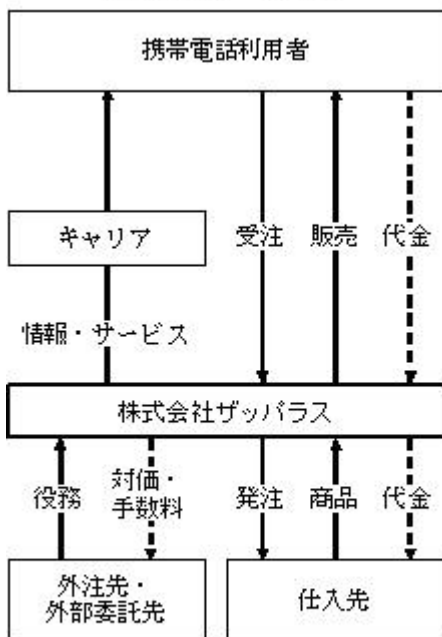 携帯電話利用者
キャリア
受注
販売
代金
情報・サービス
株式会社ザッパラス
役務
対価・
手数料
発注
商品
代金
外注先・
外部委託先
仕入先